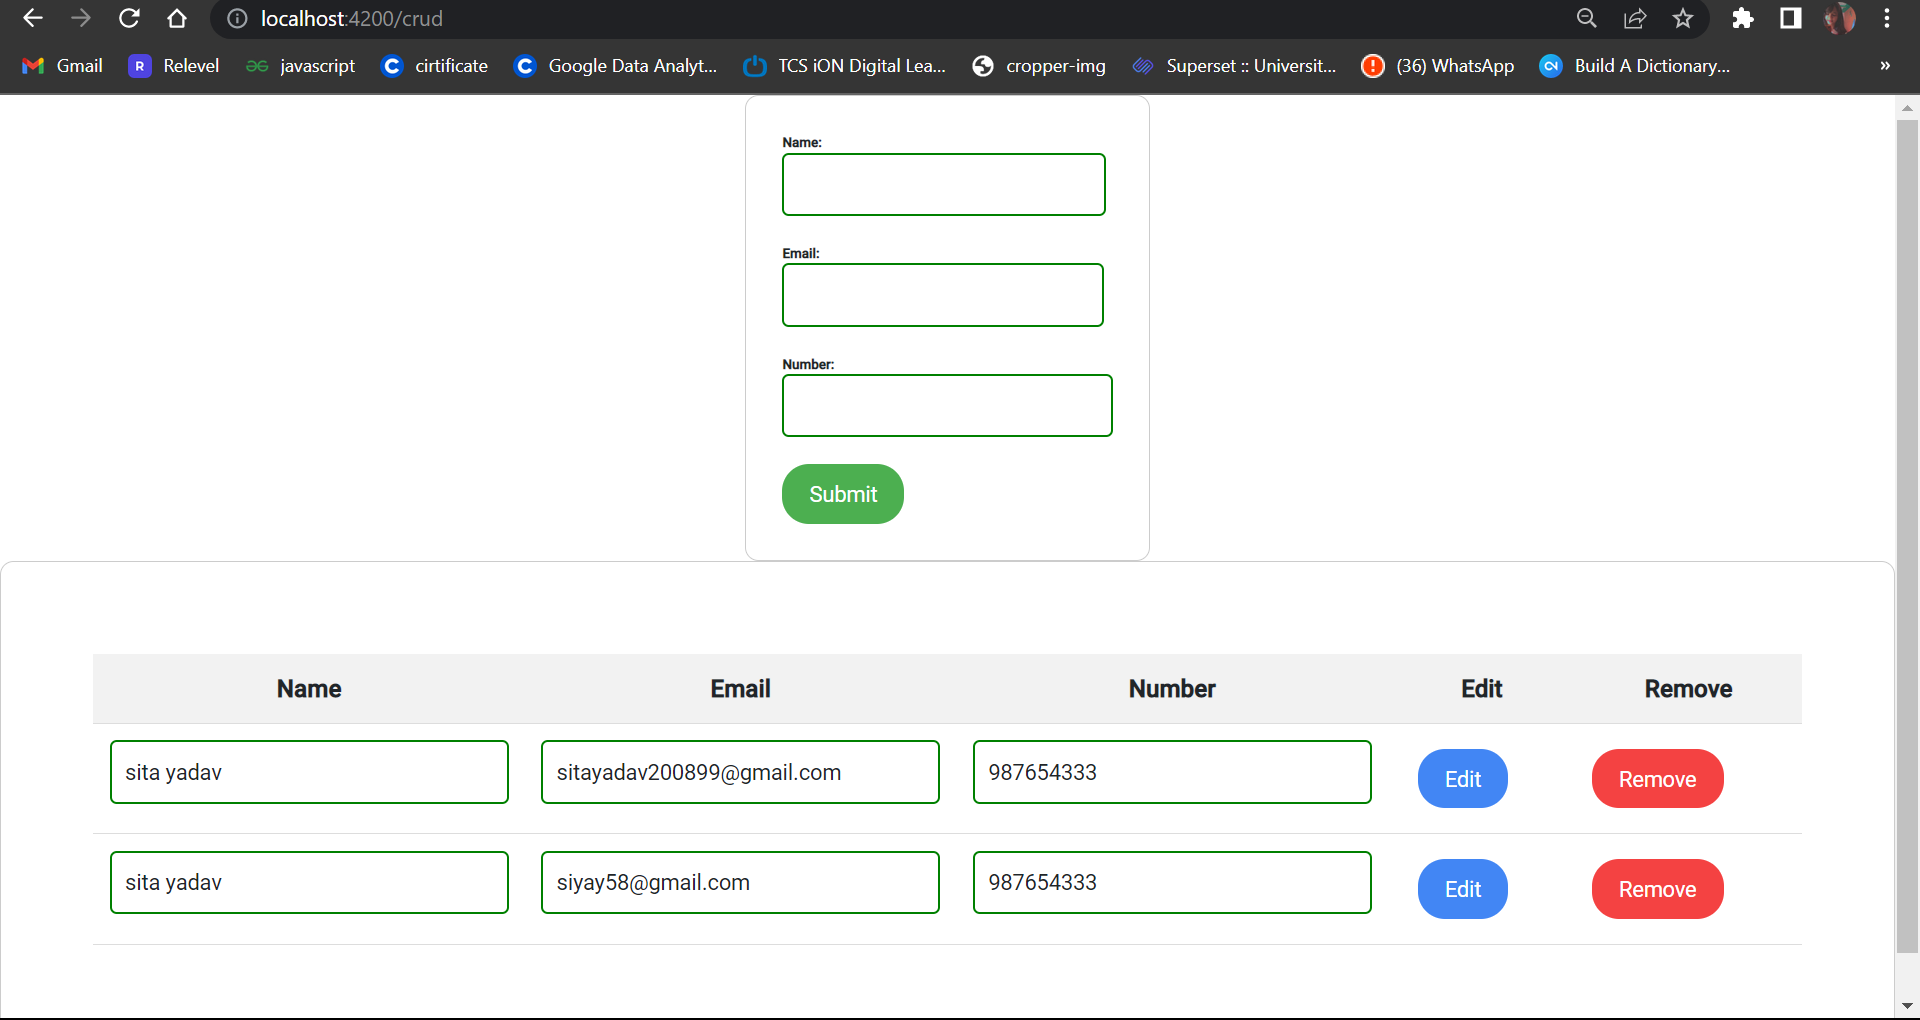 localhost:4200/crud
Gmail R Relevel javascript cirtificate Google Data Analyt... TCS iON Digital Lea... cropper-img Superset :: Universit... (36) WhatsApp Build A Dictionary... »
Name:
Email:
Number:
Submit
Name Email Number Edit Remove
sita yadav sitayadav200899@gmail.com 987654333 Edit Remove
sita yadav siyay58@gmail.com 987654333 Edit Remove